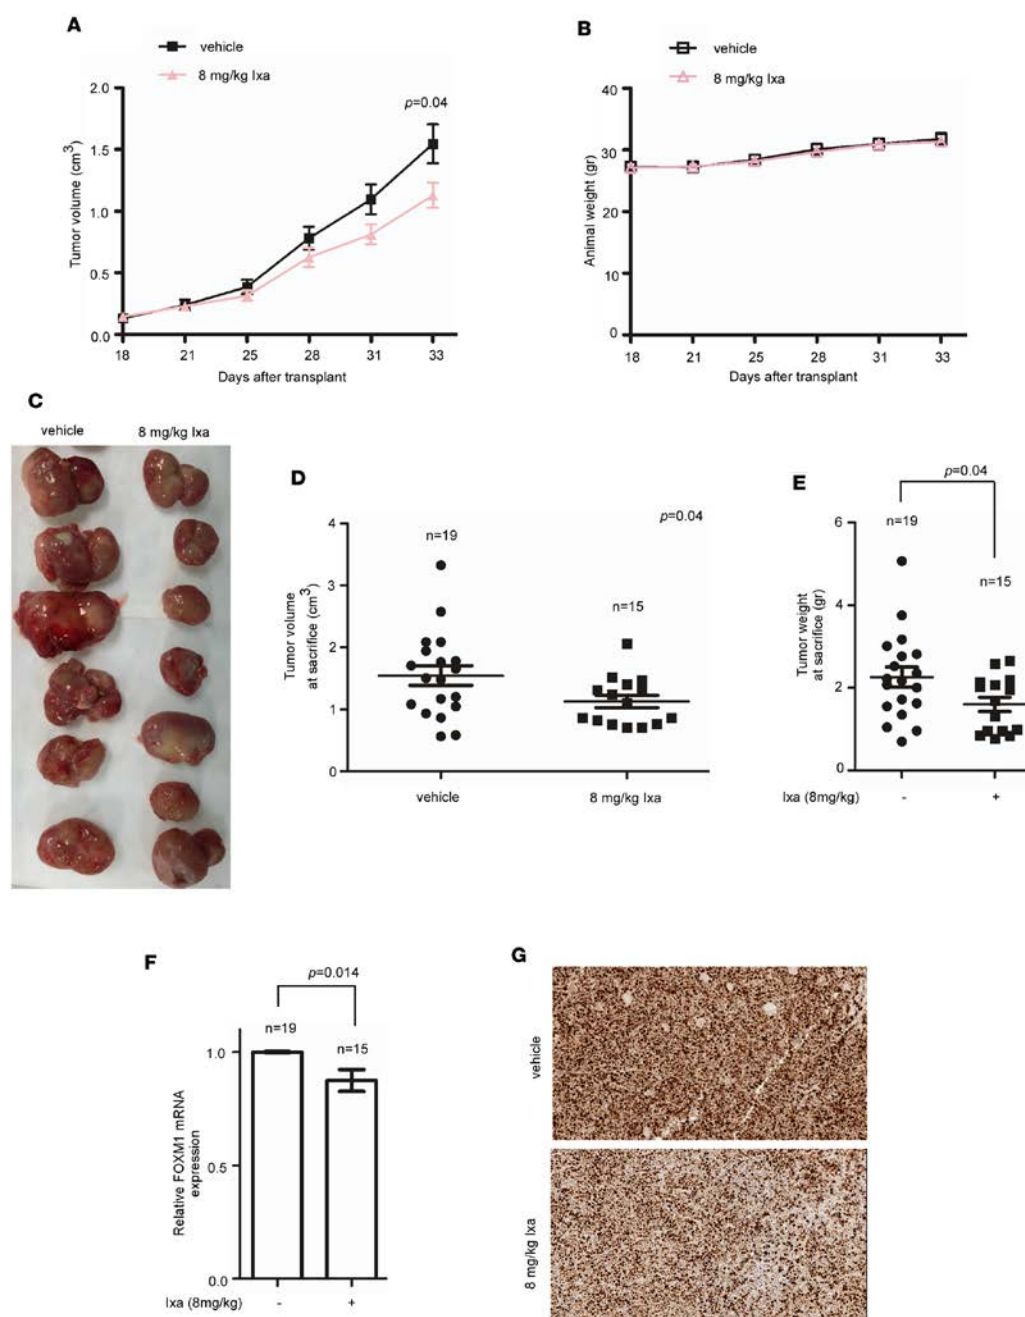 A
vehicle
8 mg/kg Ixa
p=0.04
Tumor volume (cm3)
2.0
1.5
1.0
0.5
0.0
18 21 25 28 31 33
Days after transplant
B
vehicle
8 mg/kg Ixa
Animal weight (gr)
40
30
20
10
0
18 21 25 28 31 33
Days after transplant
C
vehicle 8 mg/kg Ixa
D
p=0.04
n=19
n=15
Tumor volume
at sacrifice (cm3)
4
3
2
1
0
vehicle 8 mg/kg Ixa
E
p=0.04
n=19
n=15
Tumor weight
at sacrifice (gr)
6
4
2
0
Ixa (8mg/kg) - +
F
p=0.014
n=19
n=15
Relative FOXM1 mRNA
expression
1.0
0.5
0.0
Ixa (8mg/kg) - +
G
vehicle
8 mg/kg Ixa